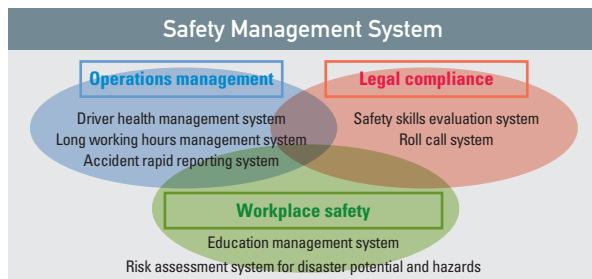 Safety Management System
Operations management
Legal compliance
Driver health management system
Long working hours management system
Accident rapid reporting system
Safety skills evaluation system
Roll call system
Workplace safety
Education management system
Risk assessment system for disaster potential and hazards